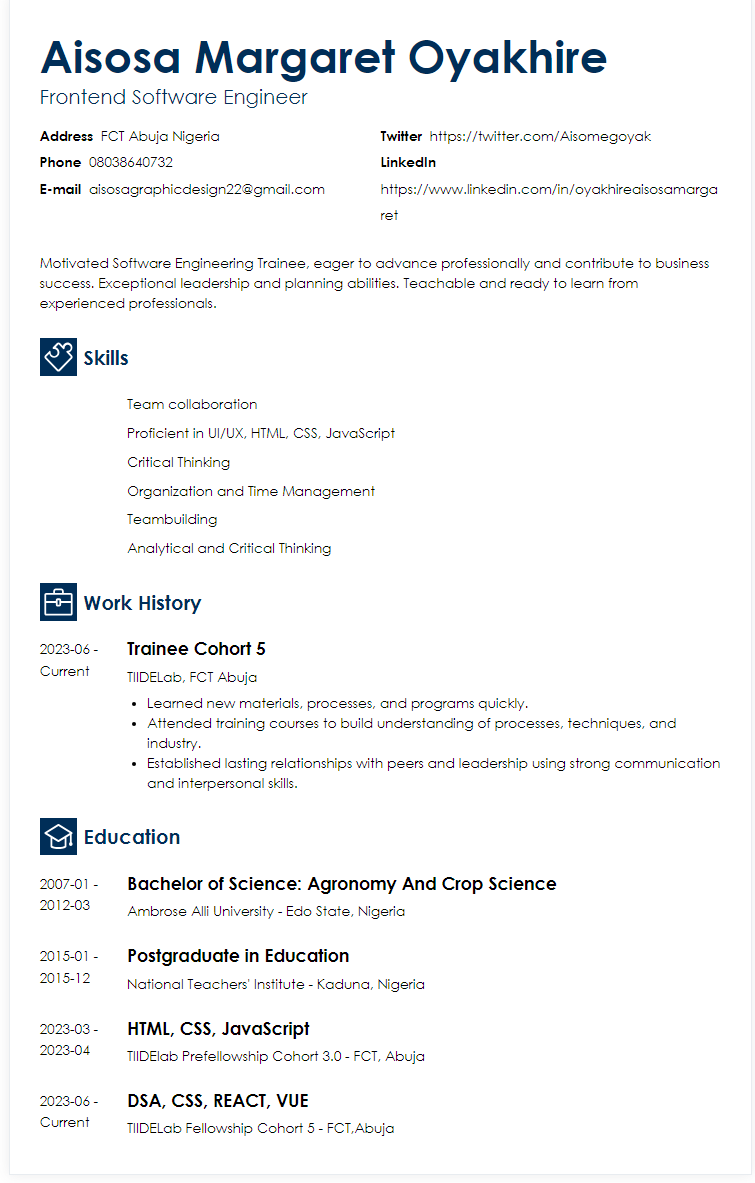 Aisosa Margaret Oyakhire
Frontend Software Engineer
Address FCT Abuja Nigeria
Phone 08038640732
E-mail aisosagraphicdesign22@gmail.com
Twitter https://twitter.com/Aisomegoyak
LinkedIn
https://www.linkedin.com/in/oyakhireaisosamarga
ret
Motivated Software Engineering Trainee, eager to advance professionally and contribute to business
success. Exceptional leadership and planning abilities. Teachable and ready to learn from
experienced professionals.
Skills
Team collaboration
Proficient in UI/UX, HTML, CSS, JavaScript
Critical Thinking
Organization and Time Management
Teambuilding
Analytical and Critical Thinking
Work History
2023-06 -
Current
Trainee Cohort 5
TIIDELab, FCT Abuja
• Learned new materials, processes, and programs quickly.
• Attended training courses to build understanding of processes, techniques, and
industry.
• Established lasting relationships with peers and leadership using strong communication
and interpersonal skills.
Education
2007-01 -
2012-03
Bachelor of Science: Agronomy And Crop Science
Ambrose Alli University - Edo State, Nigeria
2015-01 -
2015-12
Postgraduate in Education
National Teachers' Institute - Kaduna, Nigeria
2023-03 -
2023-04
HTML, CSS, JavaScript
TIIDElab Prefellowship Cohort 3.0 - FCT, Abuja
2023-06 -
Current
DSA, CSS, REACT, VUE
TIIDELab Fellowship Cohort 5 - FCT,Abuja